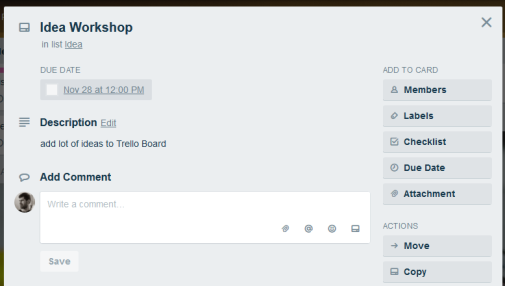 Idea Workshop
in list Idea
DUE DATE
Nov 28 at 12:00 PM
Description Edit
add lot of ideas to Trello Board
Add Comment
Write a comment...
Save
ADD TO CARD
Members
Labels
Checklist
Due Date
Attachment
ACTIONS
Move
Copy